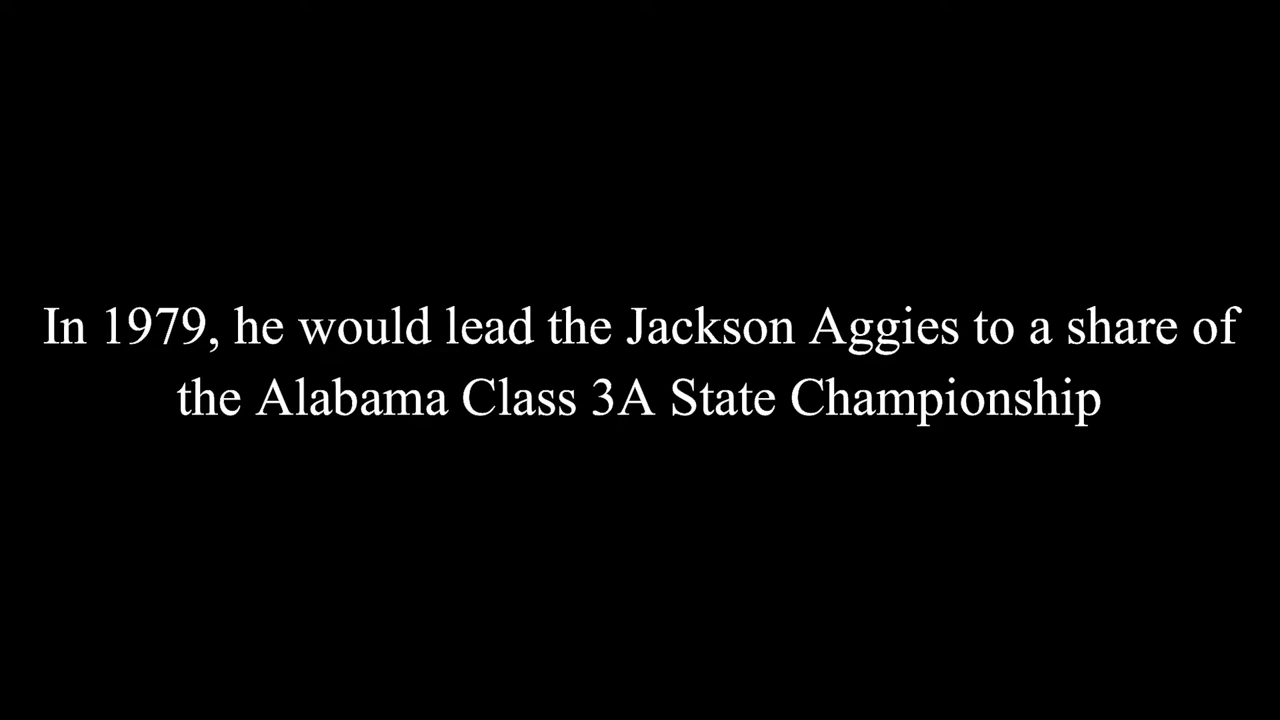 In 1979, he would lead the Jackson Aggies to a share of
the Alabama Class 3A State Championship